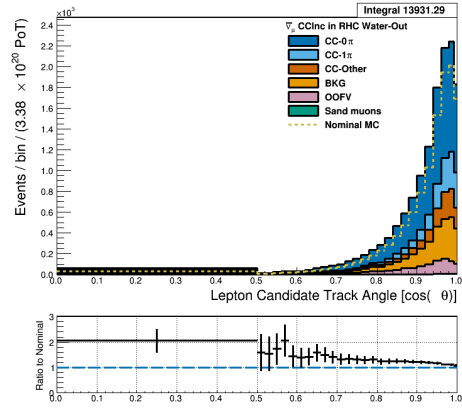 Integral 13931.29
×10³
ν̅_μ CCInc in RHC Water-Out
CC-0 π
CC-1π
CC-Other
BKG
OOFV
Sand muons
Nominal MC
Events / bin / (3.38 × 10²⁰ PoT)
2.4
2.2
2.0
1.8
1.6
1.4
1.2
1.0
0.8
0.6
0.4
0.2
0.0
0.0 0.1 0.2 0.3 0.4 0.5 0.6 0.7 0.8 0.9 1.0
Lepton Candidate Track Angle [cos( θ)]
Ratio to Nominal
3
2
1
0
0.0 0.1 0.2 0.3 0.4 0.5 0.6 0.7 0.8 0.9 1.0